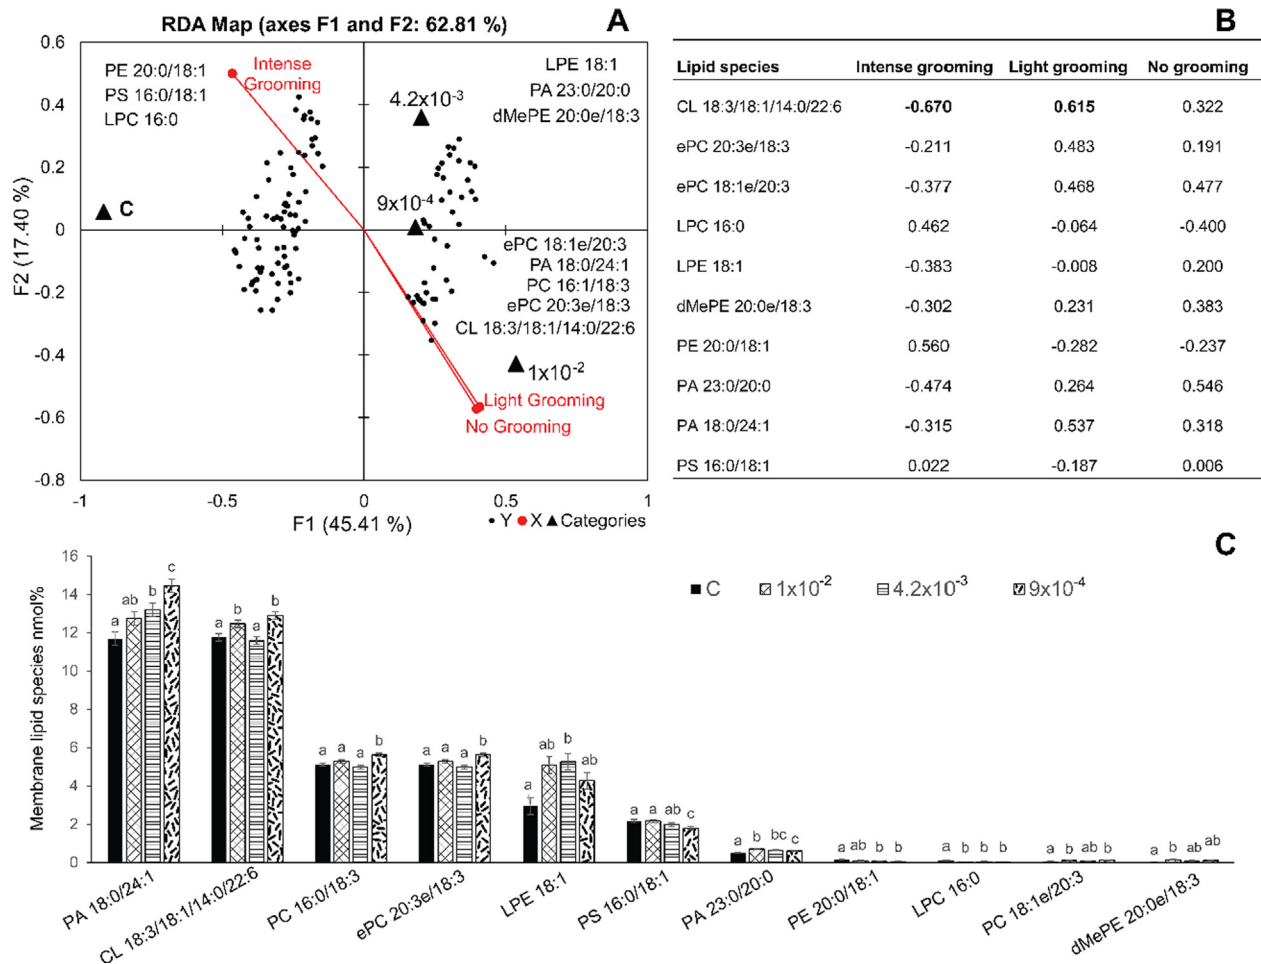 RDA Map (axes F1 and F2: 62.81 %)
A
0.6
0.4
0.2
0
-0.2
-0.4
-0.6
-0.8
F2 (17.40 %)
PE 20:0/18:1
PS 16:0/18:1
LPC 16:0
Intense
Grooming
LPE 18:1
PA 23:0/20:0
dMePE 20:0e/18:3
4.2x10-3
C
9x10-4
ePC 18:1e/20:3
PA 18:0/24:1
PC 16:1/18:3
ePC 20:3e/18:3
CL 18:3/18:1/14:0/22:6
1x10-2
Light Grooming
No Grooming
-1 -0.5 0 0.5 1
F1 (45.41 %)
Y X Categories
B
Lipid species Intense grooming Light grooming No grooming
CL 18:3/18:1/14:0/22:6 -0.670 0.615 0.322
ePC 20:3e/18:3 -0.211 0.483 0.191
ePC 18:1e/20:3 -0.377 0.468 0.477
LPC 16:0 0.462 -0.064 -0.400
LPE 18:1 -0.383 -0.008 0.200
dMePE 20:0e/18:3 -0.302 0.231 0.383
PE 20:0/18:1 0.560 -0.282 -0.237
PA 23:0/20:0 -0.474 0.264 0.546
PA 18:0/24:1 -0.315 0.537 0.318
PS 16:0/18:1 0.022 -0.187 0.006
C
C 1x10-2 4.2x10-3 9x10-4
Membrane lipid species nmol%
16
14
12
10
8
6
4
2
0
a ab b c
a b a b
a a a b
a a a b
a ab b ab
a a ab c
a b bc c
a ab b b
a b b b
a b ab b
a b ab ab
PA 18:0/24:1
CL 18:3/18:1/14:0/22:6
PC 16:0/18:3
ePC 20:3e/18:3
LPE 18:1
PS 16:0/18:1
PA 23:0/20:0
PE 20:0/18:1
LPC 16:0
PC 18:1e/20:3
dMePE 20:0e/18:3